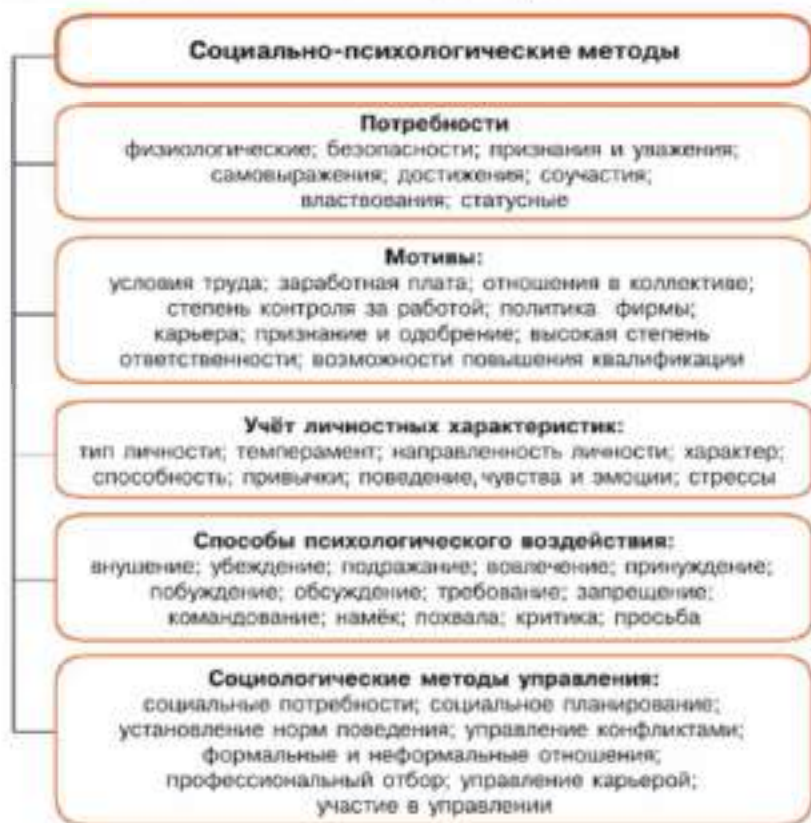 Социально-психологические методы
Потребности
физиологические; безопасности; признания и уважения;
самовыражения; достижения; соучастия;
властвования; статусные
Мотивы:
условия труда; заработная плата; отношения в коллективе;
степень контроля за работой; политика фирмы;
карьера; признание и одобрение; высокая степень
ответственности; возможности повышения квалификации
Учёт личностных характеристик:
тип личности; темперамент; направленность личности; характер;
способность; привычки; поведение, чувства и эмоции; стрессы
Способы психологического воздействия:
внушение; убеждение; подражание; вовлечение; принуждение;
побуждение; обсуждение; требование; запрещение;
командование; намёк; похвала; критика; просьба
Социологические методы управления:
социальные потребности; социальное планирование;
установление норм поведения; управление конфликтами;
формальные и неформальные отношения;
профессиональный отбор; управление карьерой;
участие в управлении